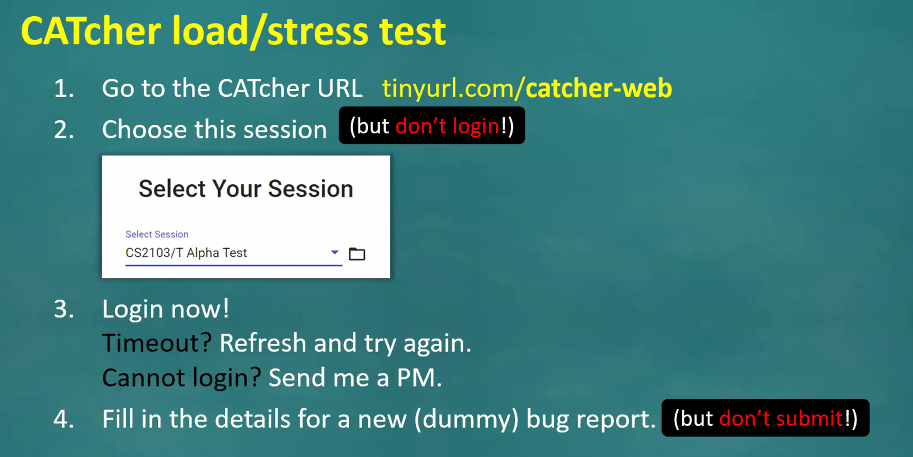 CATcher load/stress test
1. Go to the CATcher URL tinyurl.com/catcher-web
2. Choose this session (but don't login!)
Select Your Session
Select Session
CS2103/T Alpha Test
3. Login now!
Timeout? Refresh and try again.
Cannot login? Send me a PM.
4. Fill in the details for a new (dummy) bug report. (but don't submit!)